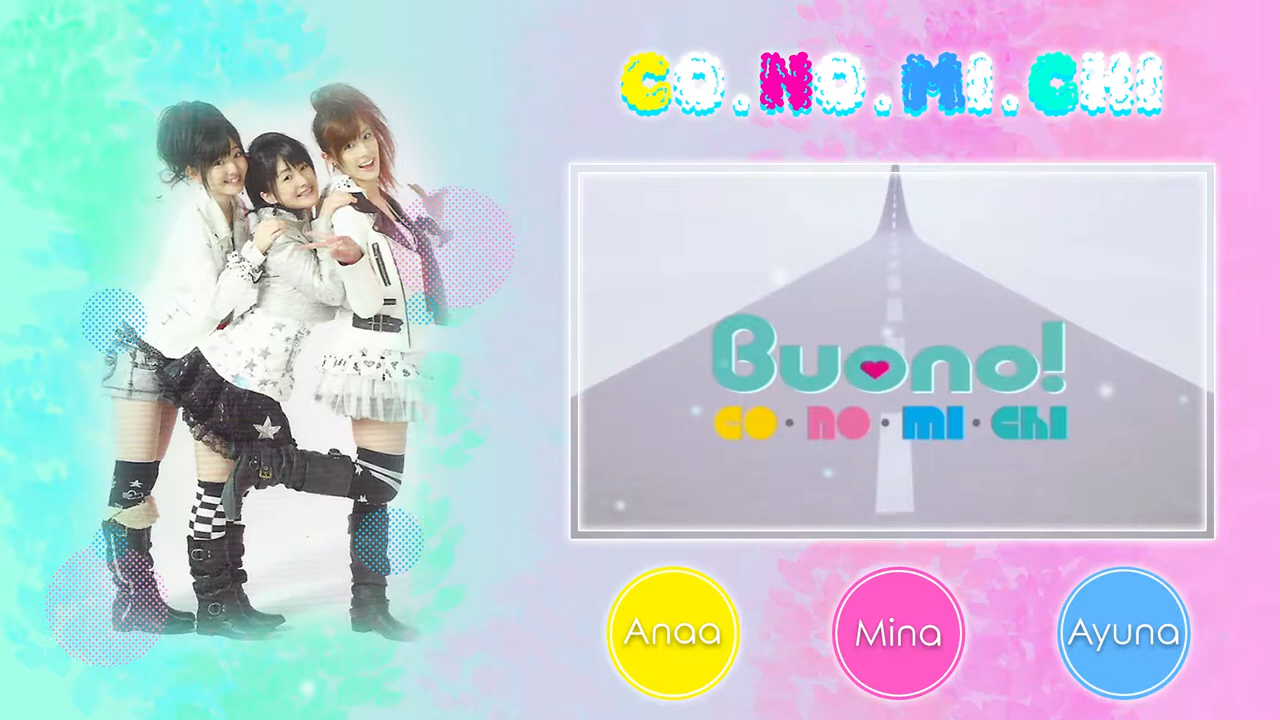 CO.NO.MI.CHI
Buono!
CO・NO・MI・CHI
Anaa
Mina
Ayuna